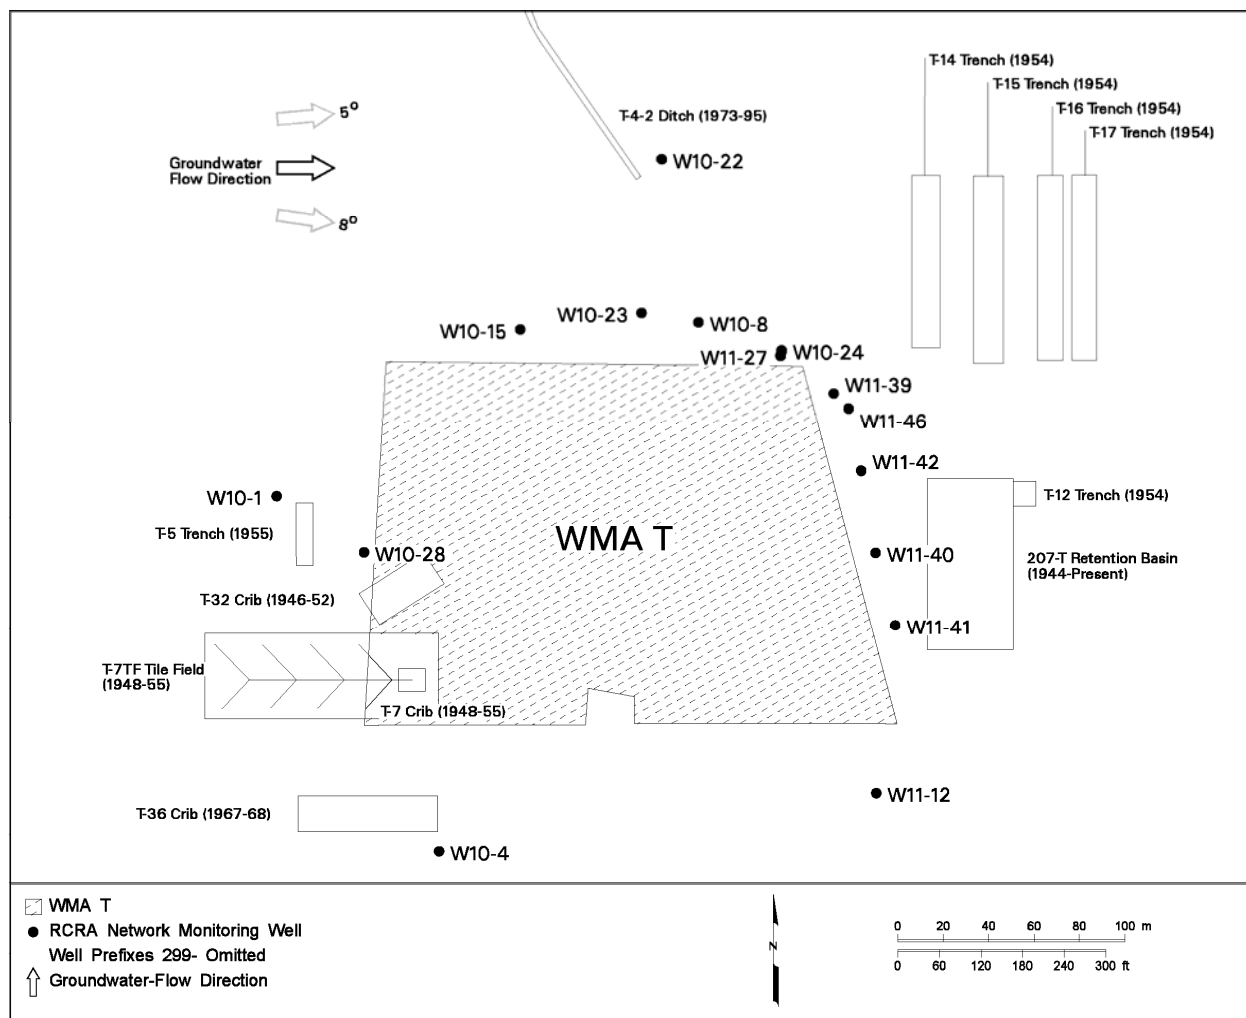 T-14 Trench (1954)
T-15 Trench (1954)
T-16 Trench (1954)
T-17 Trench (1954)
5°
T-4-2 Ditch (1973-95)
Groundwater
Flow Direction
W10-22
8°
W10-23
W10-15
W10-8
W10-24
W11-27
W11-39
W11-46
W11-42
W10-1
T-12 Trench (1954)
T-5 Trench (1955)
WMA T
W10-28
W11-40
207-T Retention Basin
(1944-Present)
T-32 Crib (1946-52)
W11-41
T-7TF Tile Field
(1948-55)
T-7 Crib (1948-55)
W11-12
T-36 Crib (1967-68)
W10-4
WMA T
RCRA Network Monitoring Well
Well Prefixes 299- Omitted
Groundwater-Flow Direction
N
0 20 40 60 80 100 m
0 60 120 180 240 300 ft